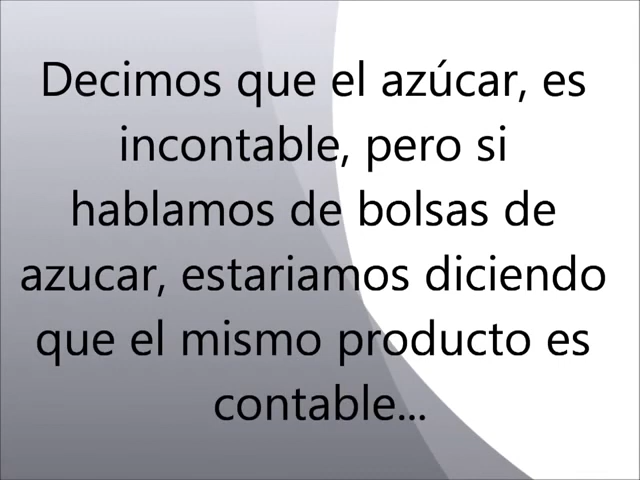 Decimos que el azúcar, es
incontable, pero si
hablamos de bolsas de
azucar, estariamos diciendo
que el mismo producto es
contable...